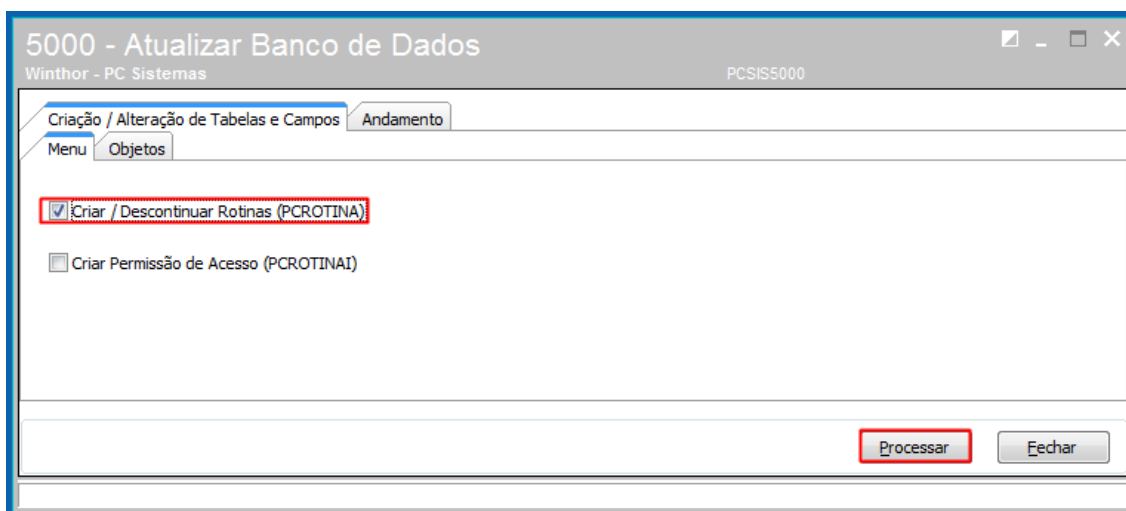 5000 - Atualizar Banco de Dados
Winthor - PC Sistemas PCSIS5000
Criação / Alteração de Tabelas e Campos Andamento
Menu Objetos
Criar / Descontinuar Rotinas (PCROTINA)
Criar Permissão de Acesso (PCROTINAI)
Processar Fechar